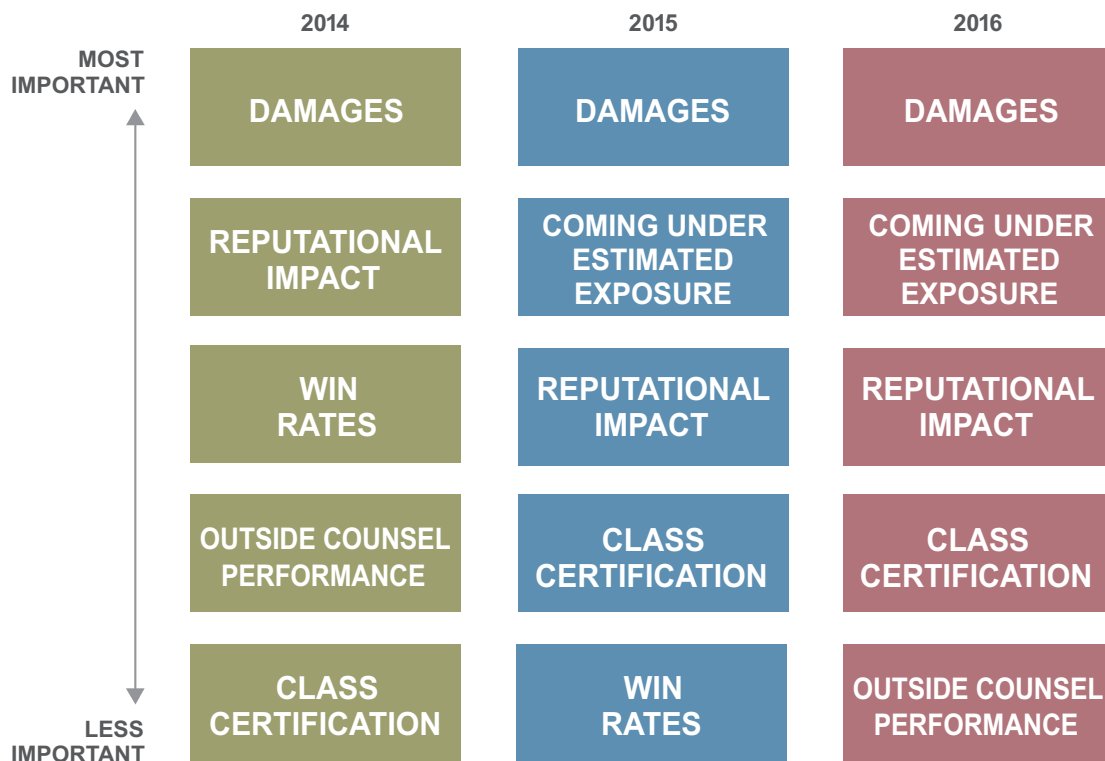 2014
2015
2016
MOST
IMPORTANT
DAMAGES
DAMAGES
DAMAGES
REPUTATIONAL
IMPACT
COMING UNDER
ESTIMATED
EXPOSURE
COMING UNDER
ESTIMATED
EXPOSURE
WIN
RATES
REPUTATIONAL
IMPACT
REPUTATIONAL
IMPACT
OUTSIDE COUNSEL
PERFORMANCE
CLASS
CERTIFICATION
CLASS
CERTIFICATION
CLASS
CERTIFICATION
WIN
RATES
OUTSIDE COUNSEL
PERFORMANCE
LESS
IMPORTANT